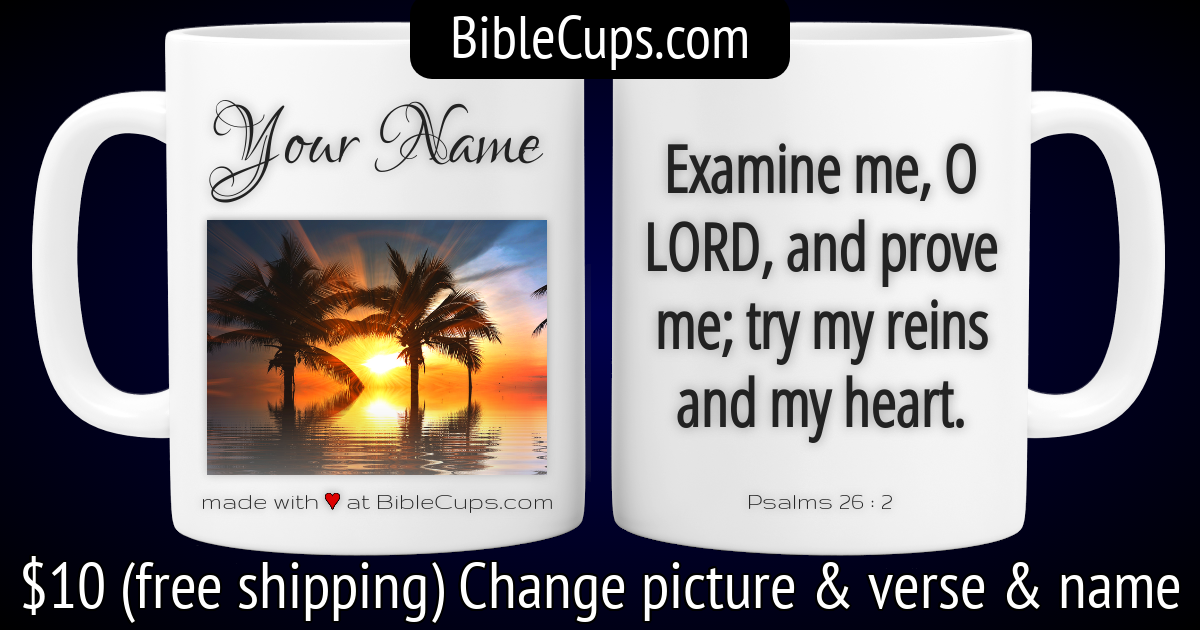 BibleCups.com
Your Name
made with ❤ at BibleCups.com
Examine me, O
LORD, and prove
me; try my reins
and my heart.
Psalms 26 : 2
$10 (free shipping) Change picture & verse & name